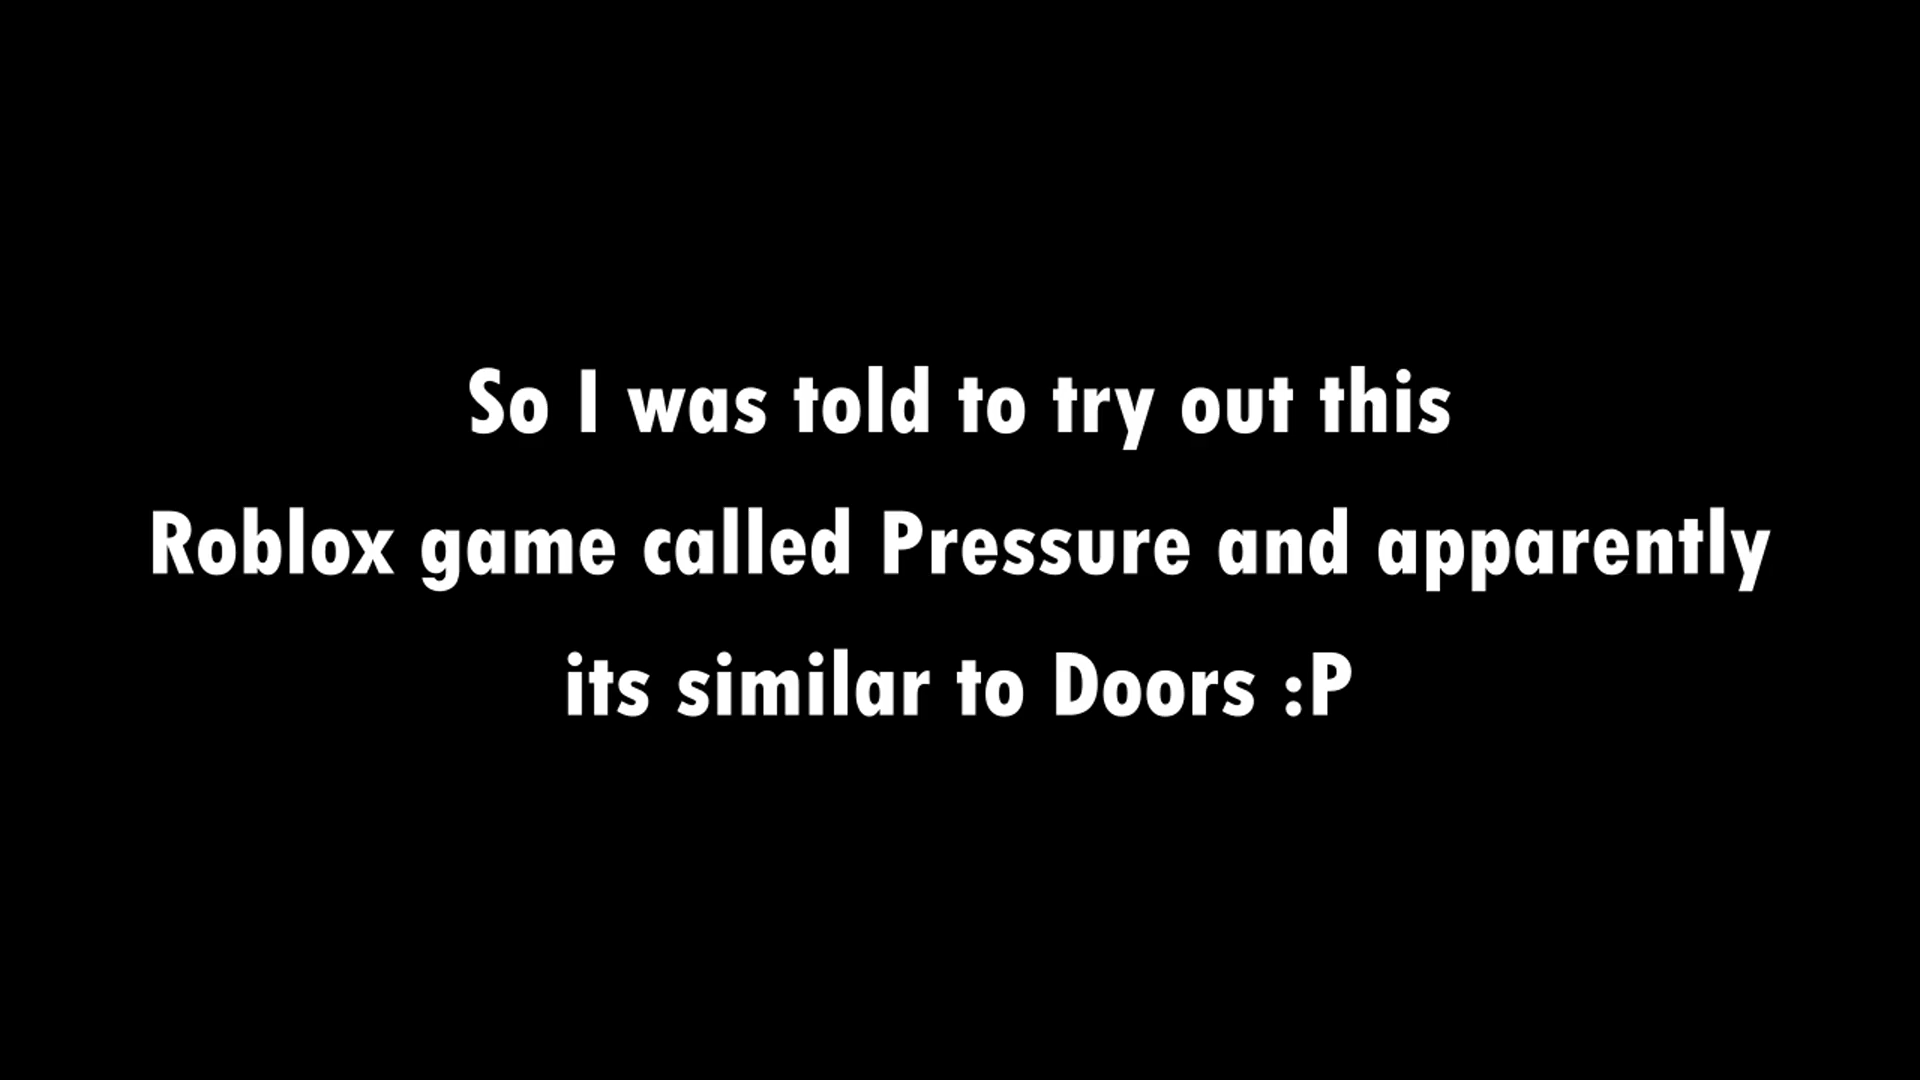 So I was told to try out this
Roblox game called Pressure and apparently
its similar to Doors :P